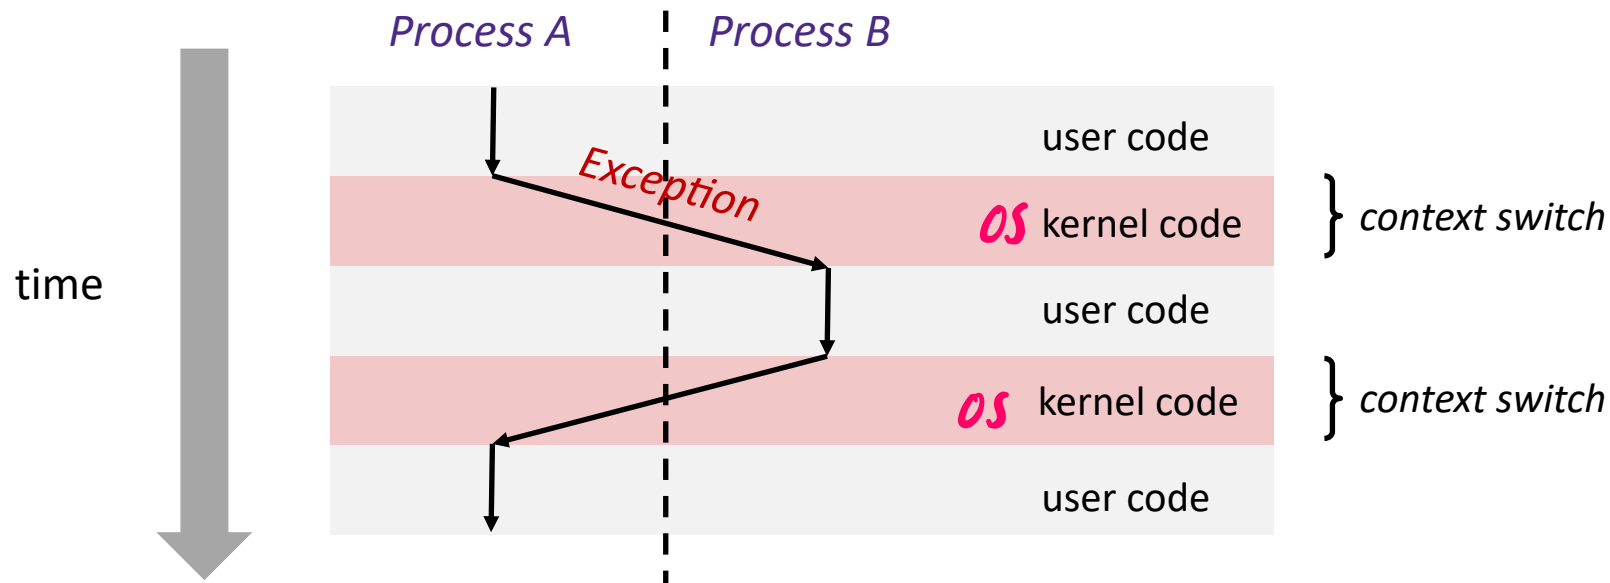 Process A
Process B
user code
Exception
OS kernel code
context switch
time
user code
OS kernel code
context switch
user code